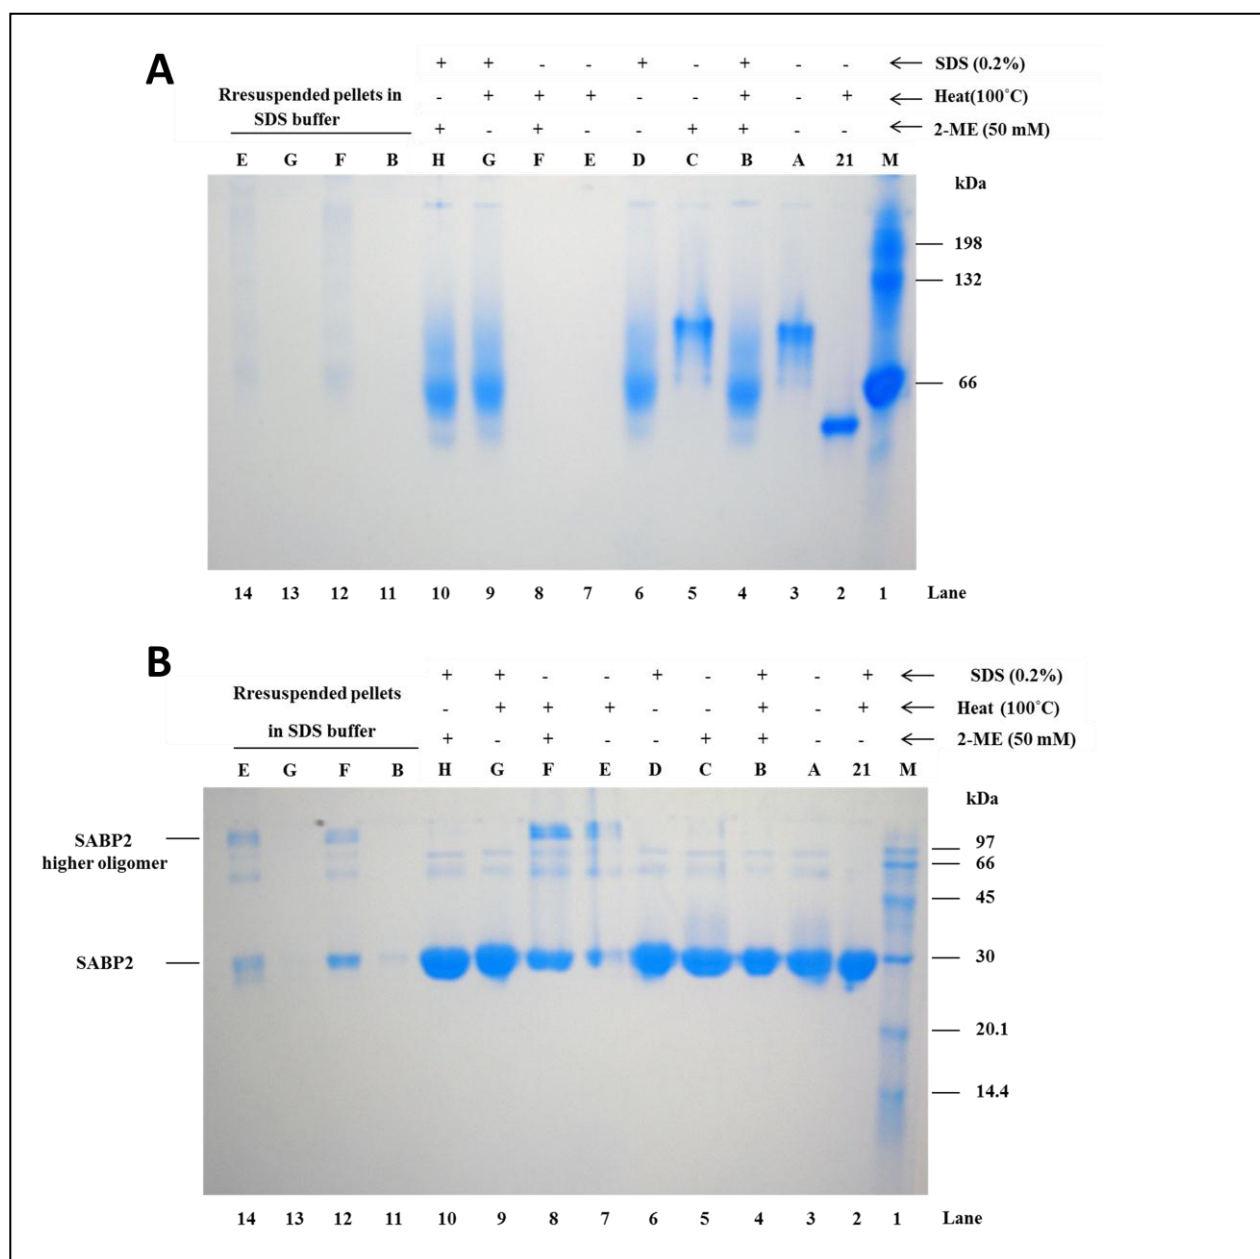 A
+ + - - + - + - - ← SDS (0.2%)
Rresuspended pellets in
SDS buffer
- + + + - - + - + ← Heat(100˚C)
+ - + - - + + - - ← 2-ME (50 mM)
E G F B H G F E D C B A 21 M
kDa
198
132
66
14 13 12 11 10 9 8 7 6 5 4 3 2 1 Lane
B
+ + - - + - + - + ← SDS (0.2%)
Rresuspended pellets
in SDS buffer
- + + + - - + - + ← Heat (100˚C)
+ - + - - + + - - ← 2-ME (50 mM)
E G F B H G F E D C B A 21 M
kDa
SABP2
higher oligomer
97
66
45
SABP2
30
20.1
14.4
14 13 12 11 10 9 8 7 6 5 4 3 2 1 Lane